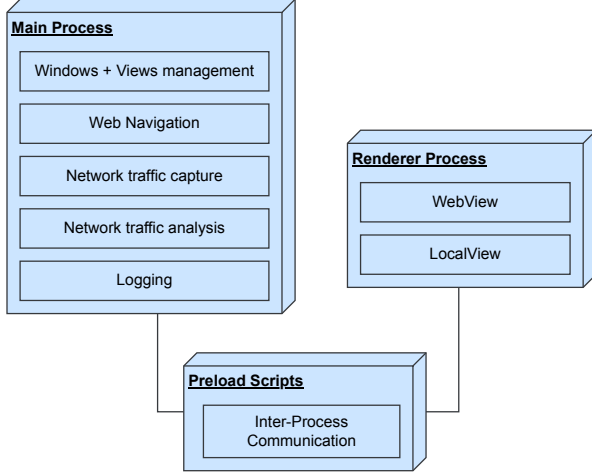 Main Process
Windows + Views management
Web Navigation
Network traffic capture
Network traffic analysis
Logging
Renderer Process
WebView
LocalView
Preload Scripts
Inter-Process
Communication